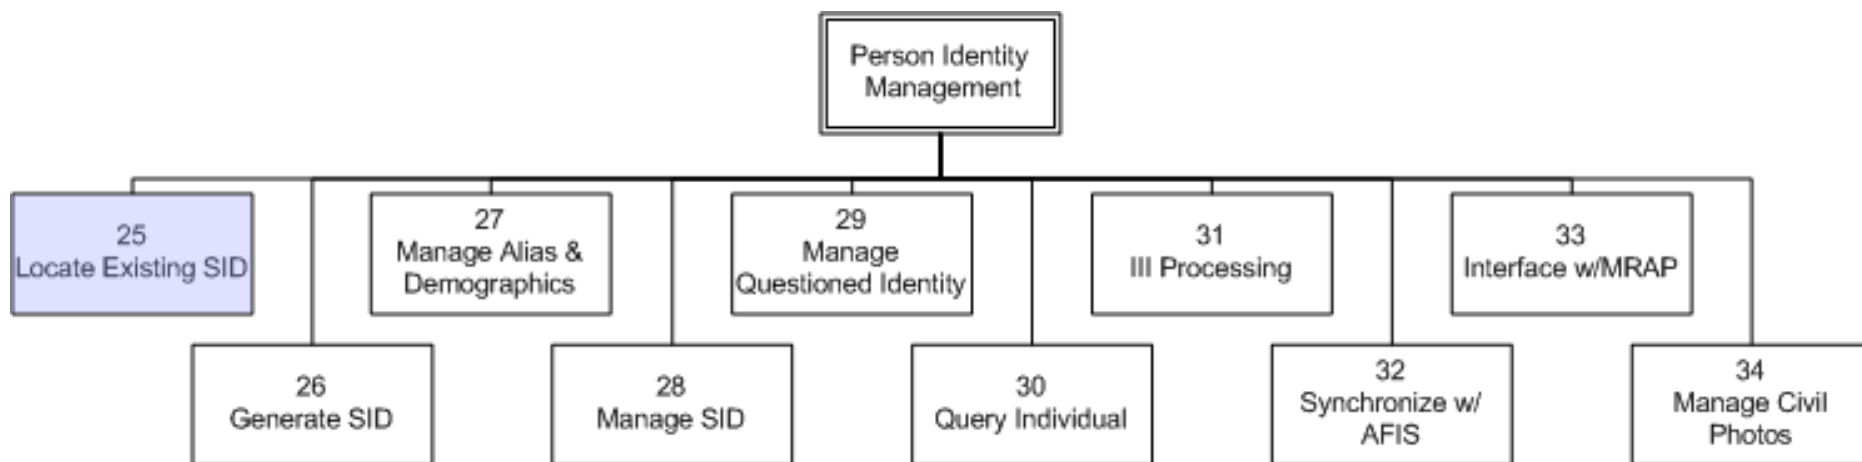 Person Identity
Management
25
Locate Existing SID
27
Manage Alias &
Demographics
29
Manage
Questioned Identity
31
III Processing
33
Interface w/MRAP
26
Generate SID
28
Manage SID
30
Query Individual
32
Synchronize w/
AFIS
34
Manage Civil
Photos